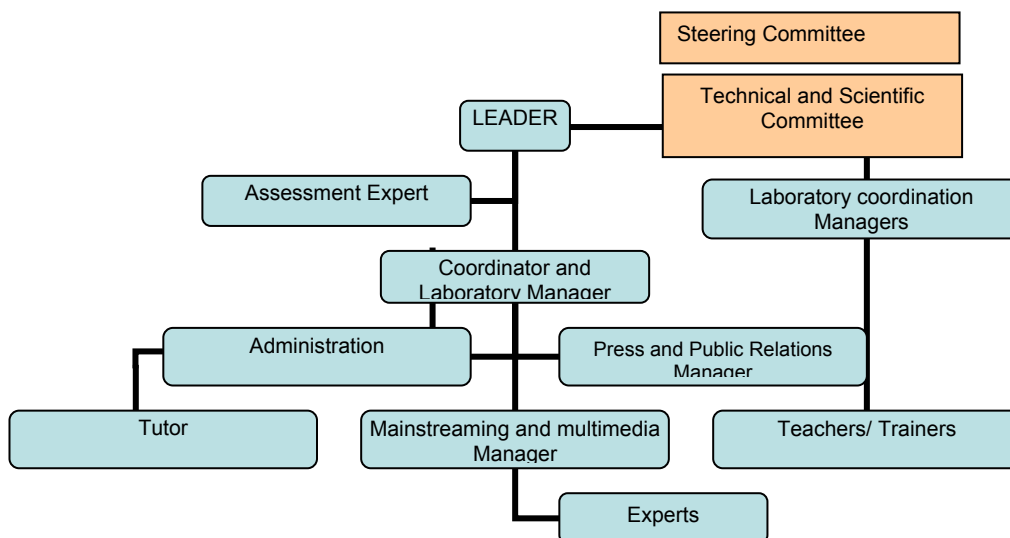 Steering Committee
Technical and Scientific
Committee
LEADER
Assessment Expert
Laboratory coordination
Managers
Coordinator and
Laboratory Manager
Administration
Press and Public Relations
Manager
Tutor
Mainstreaming and multimedia
Manager
Teachers/ Trainers
Experts